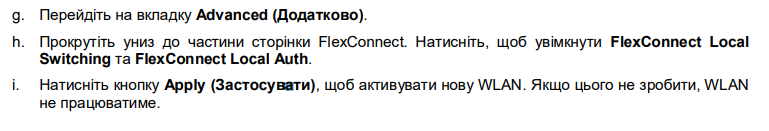 g. Перейдіть на вкладку Advanced (Додатково).
h. Прокрутіть униз до частини сторінки FlexConnect. Натисніть, щоб увімкнути FlexConnect Local
Switching та FlexConnect Local Auth.
i. Натисніть кнопку Apply (Застосувати), щоб активувати нову WLAN. Якщо цього не зробити, WLAN
не працюватиме.